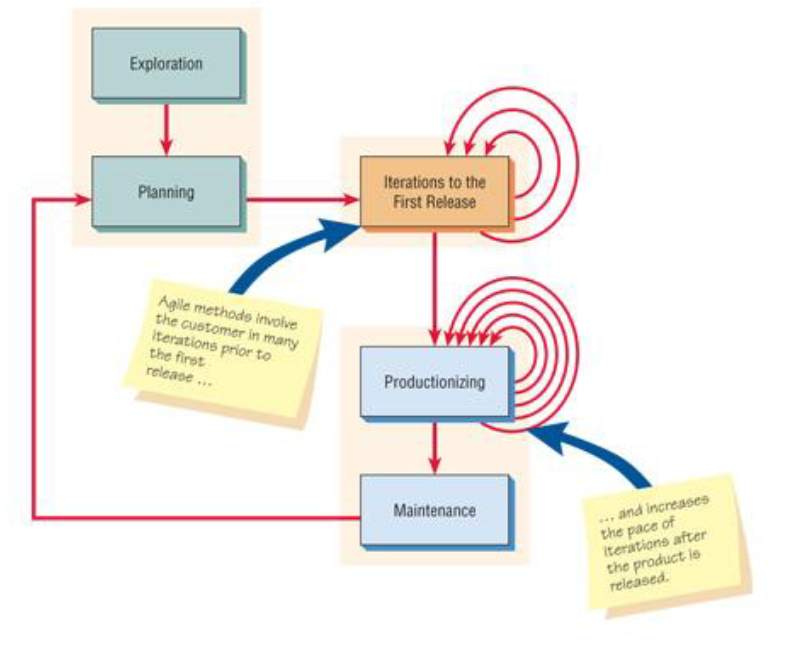 Exploration
Planning
Iterations to the
First Release
Agile methods involve
the customer in many
iterations prior to
the first
release ...
Productionizing
Maintenance
... and increases
the pace of
iterations after
the product is
released.